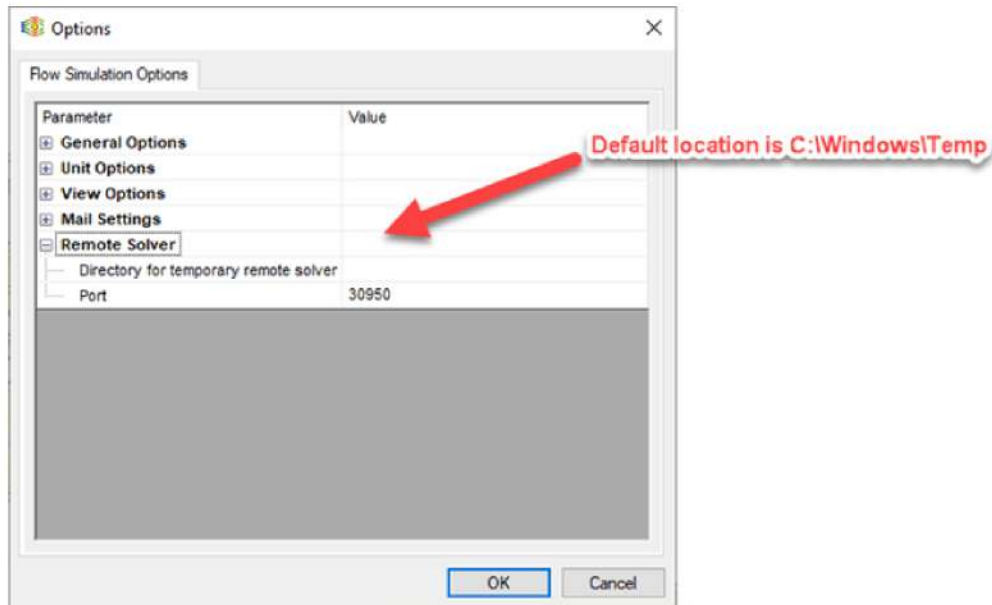 Options
Flow Simulation Options
Parameter Value
General Options
Default location is C:\Windows\Temp
Unit Options
View Options
Mail Settings
Remote Solver
Directory for temporary remote solver
Port 30950
OK Cancel